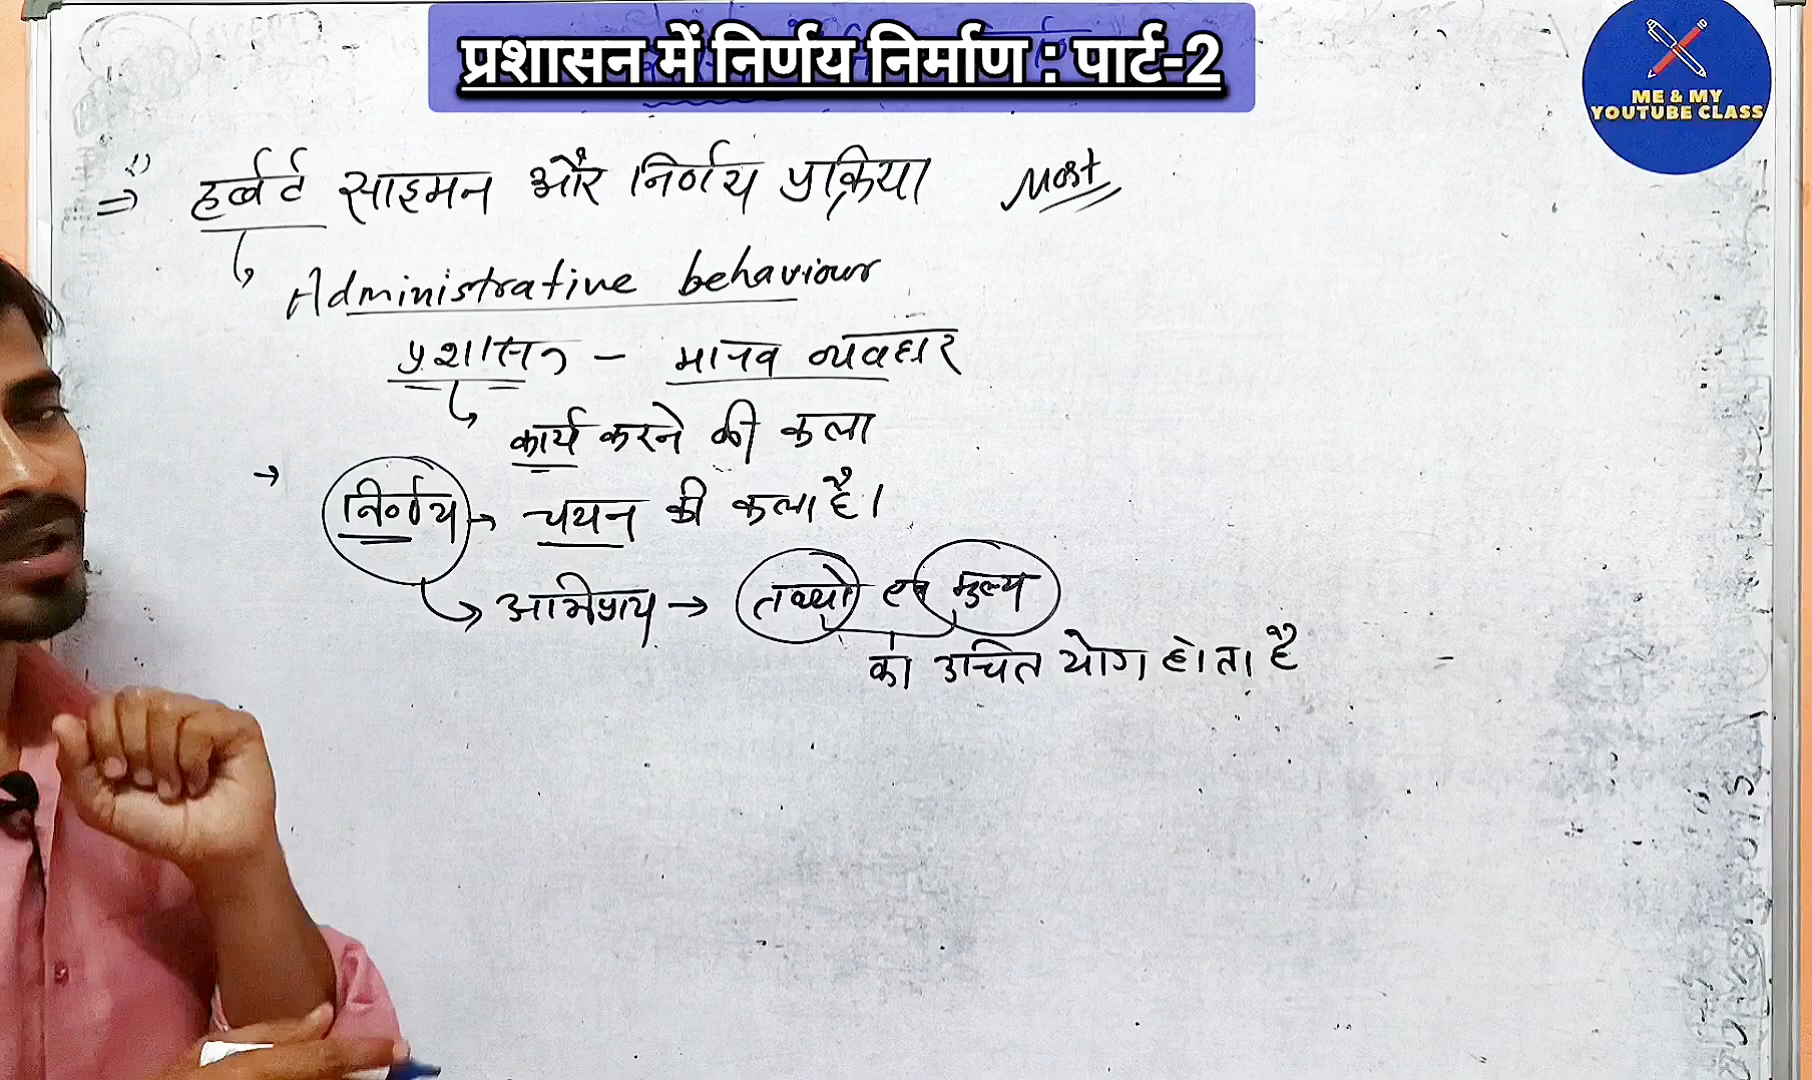 प्रशासन में निर्णय निर्माण : पार्ट-2
ME & MY
YOUTUBE CLASS
⇒ हर्बर्ट साइमन और निर्णय प्रक्रिया Most
Administrative behaviour
प्रशासन - मानव व्यवहार
कार्य करने की कला
→ निर्णय → चयन की कला है।
अभिप्राय → तथ्यो एवं मुल्य
का उचित योग होता है